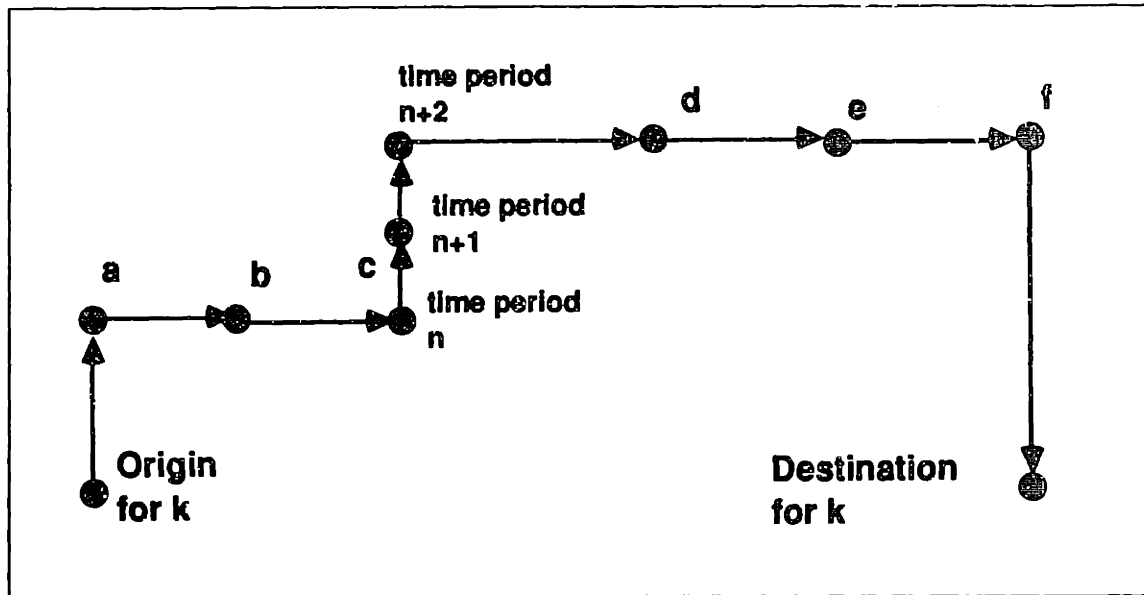 time period
n+2
d
e
f
time period
n+1
a
b
c
time period
n
Origin
for k
Destination
for k